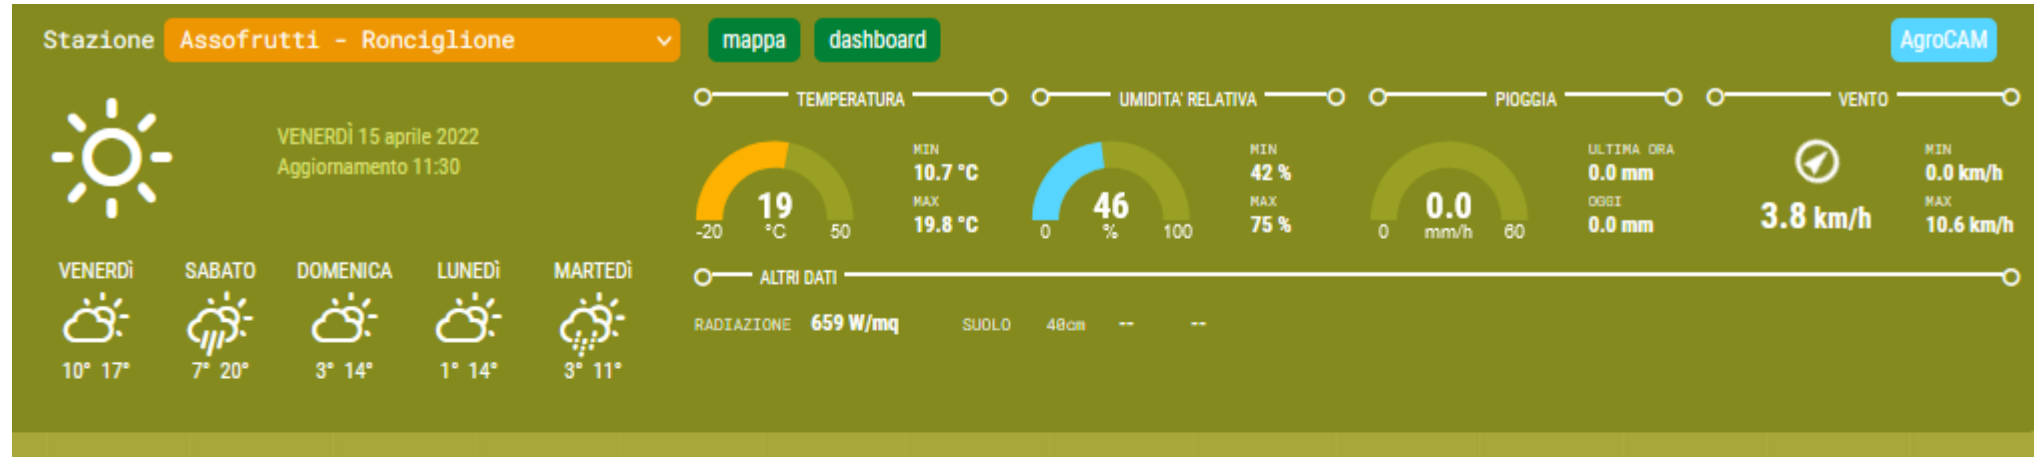 Stazione Assofrutti - Ronciglione mappa dashboard AgroCAM
VENERDÌ 15 aprile 2022
Aggiornamento 11:30
TEMPERATURA
19
°C
-20 50
MIN
10.7 °C
MAX
19.8 °C
UMIDITA' RELATIVA
46
%
0 100
MIN
42 %
MAX
75 %
PIOGGIA
0.0
mm/h
0 60
ULTIMA ORA
0.0 mm
OGGI
0.0 mm
VENTO
3.8 km/h
MIN
0.0 km/h
MAX
10.6 km/h
VENERDì SABATO DOMENICA LUNEDì MARTEDì
10° 17° 7° 20° 3° 14° 1° 14° 3° 11°
ALTRI DATI
RADIAZIONE 659 W/mq SUOLO 40cm -- --